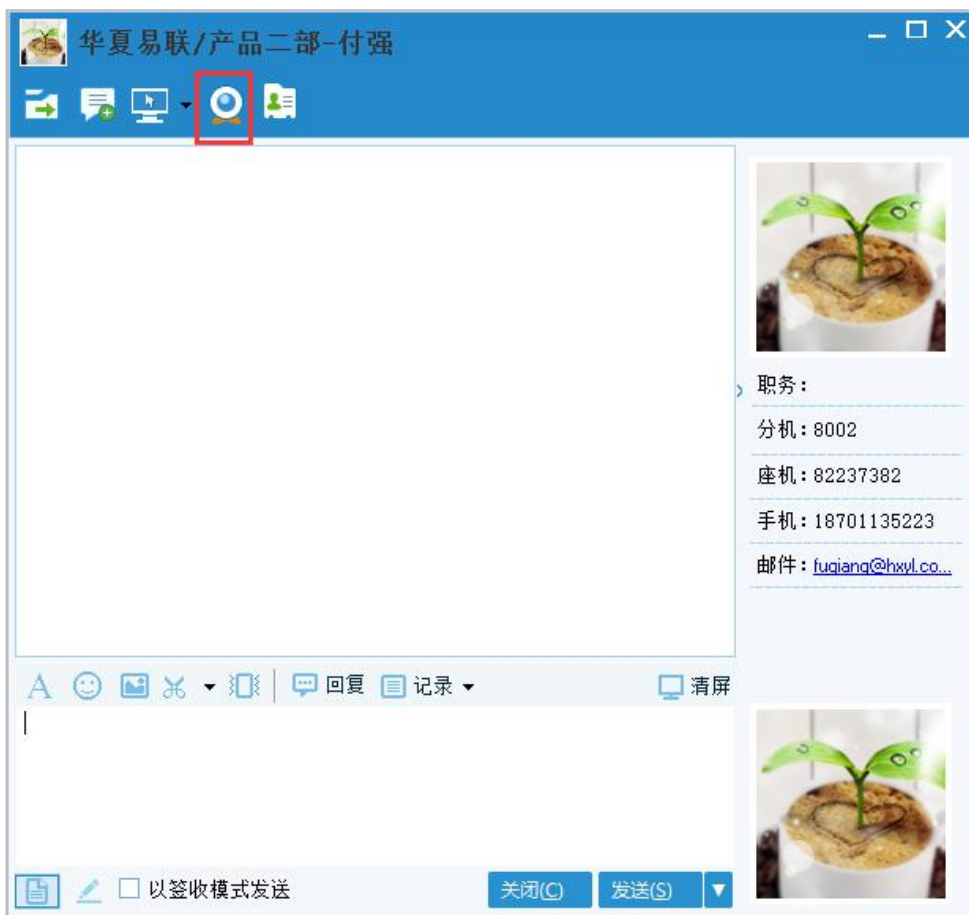 华夏易联/产品二部-付强
职务：
分机：8002
座机：82237382
手机：18701135223
邮件：fuqiang@hxyl.co...
A
回复 记录 清屏
以签收模式发送 关闭(C) 发送(S)